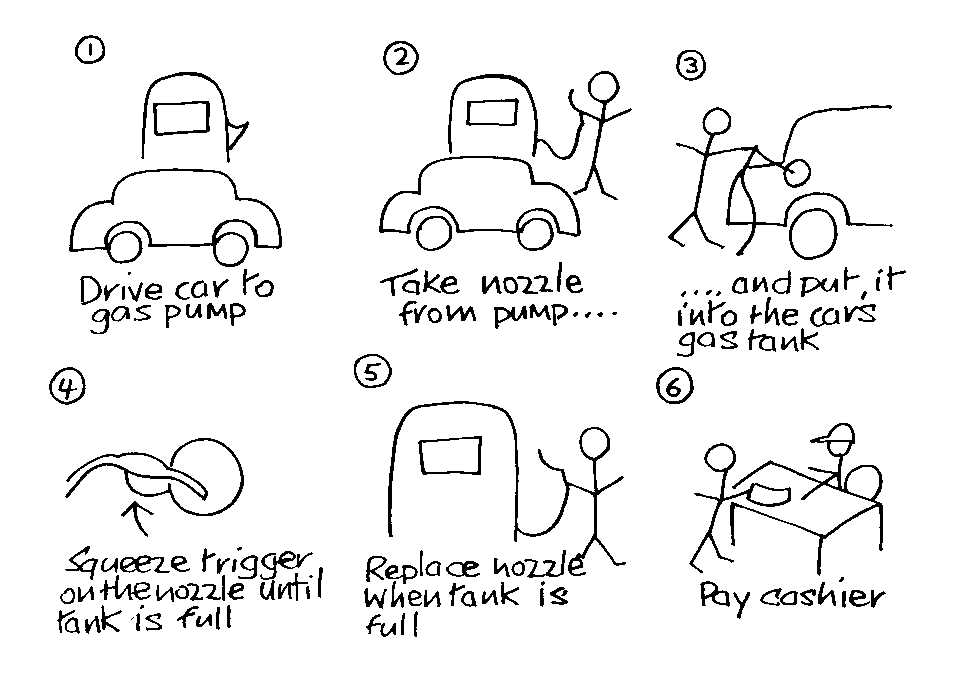 1
Drive car to
gas pump
2
Take nozzle
from pump....
3
.... and put it
into the cars
gas tank
4
Squeeze trigger
on the nozzle until
tank is full
5
Replace nozzle
when tank is
full
6
Pay cashier